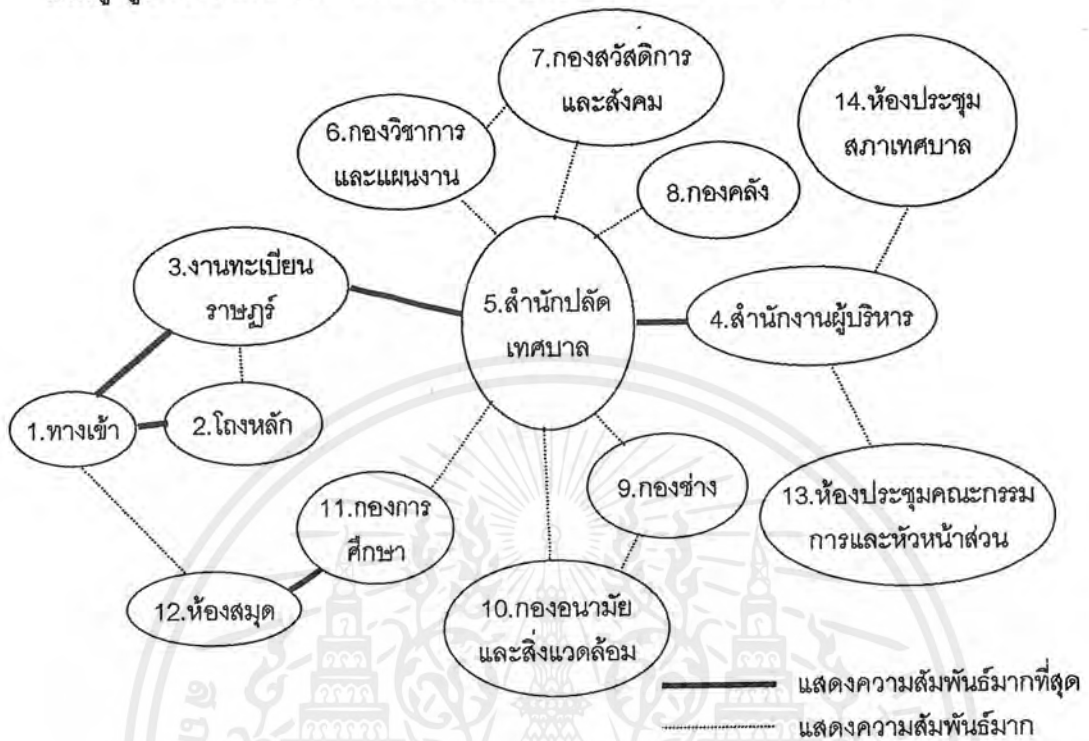 7.กองสวัสดิการ
และสังคม
14.ห้องประชุม
สภาเทศบาล
6.กองวิชาการ
และแผนงาน
8.กองคลัง
3.งานทะเบียน
ราษฎร์
5.สำนักปลัด
เทศบาล
4.สำนักงานผู้บริหาร
1.ทางเข้า
2.โถงหลัก
9.กองช่าง
13.ห้องประชุมคณะกรรม
การและหัวหน้าส่วน
11.กองการ
ศึกษา
12.ห้องสมุด
10.กองอนามัย
และสิ่งแวดล้อม
แสดงความสัมพันธ์มากที่สุด
แสดงความสัมพันธ์มาก